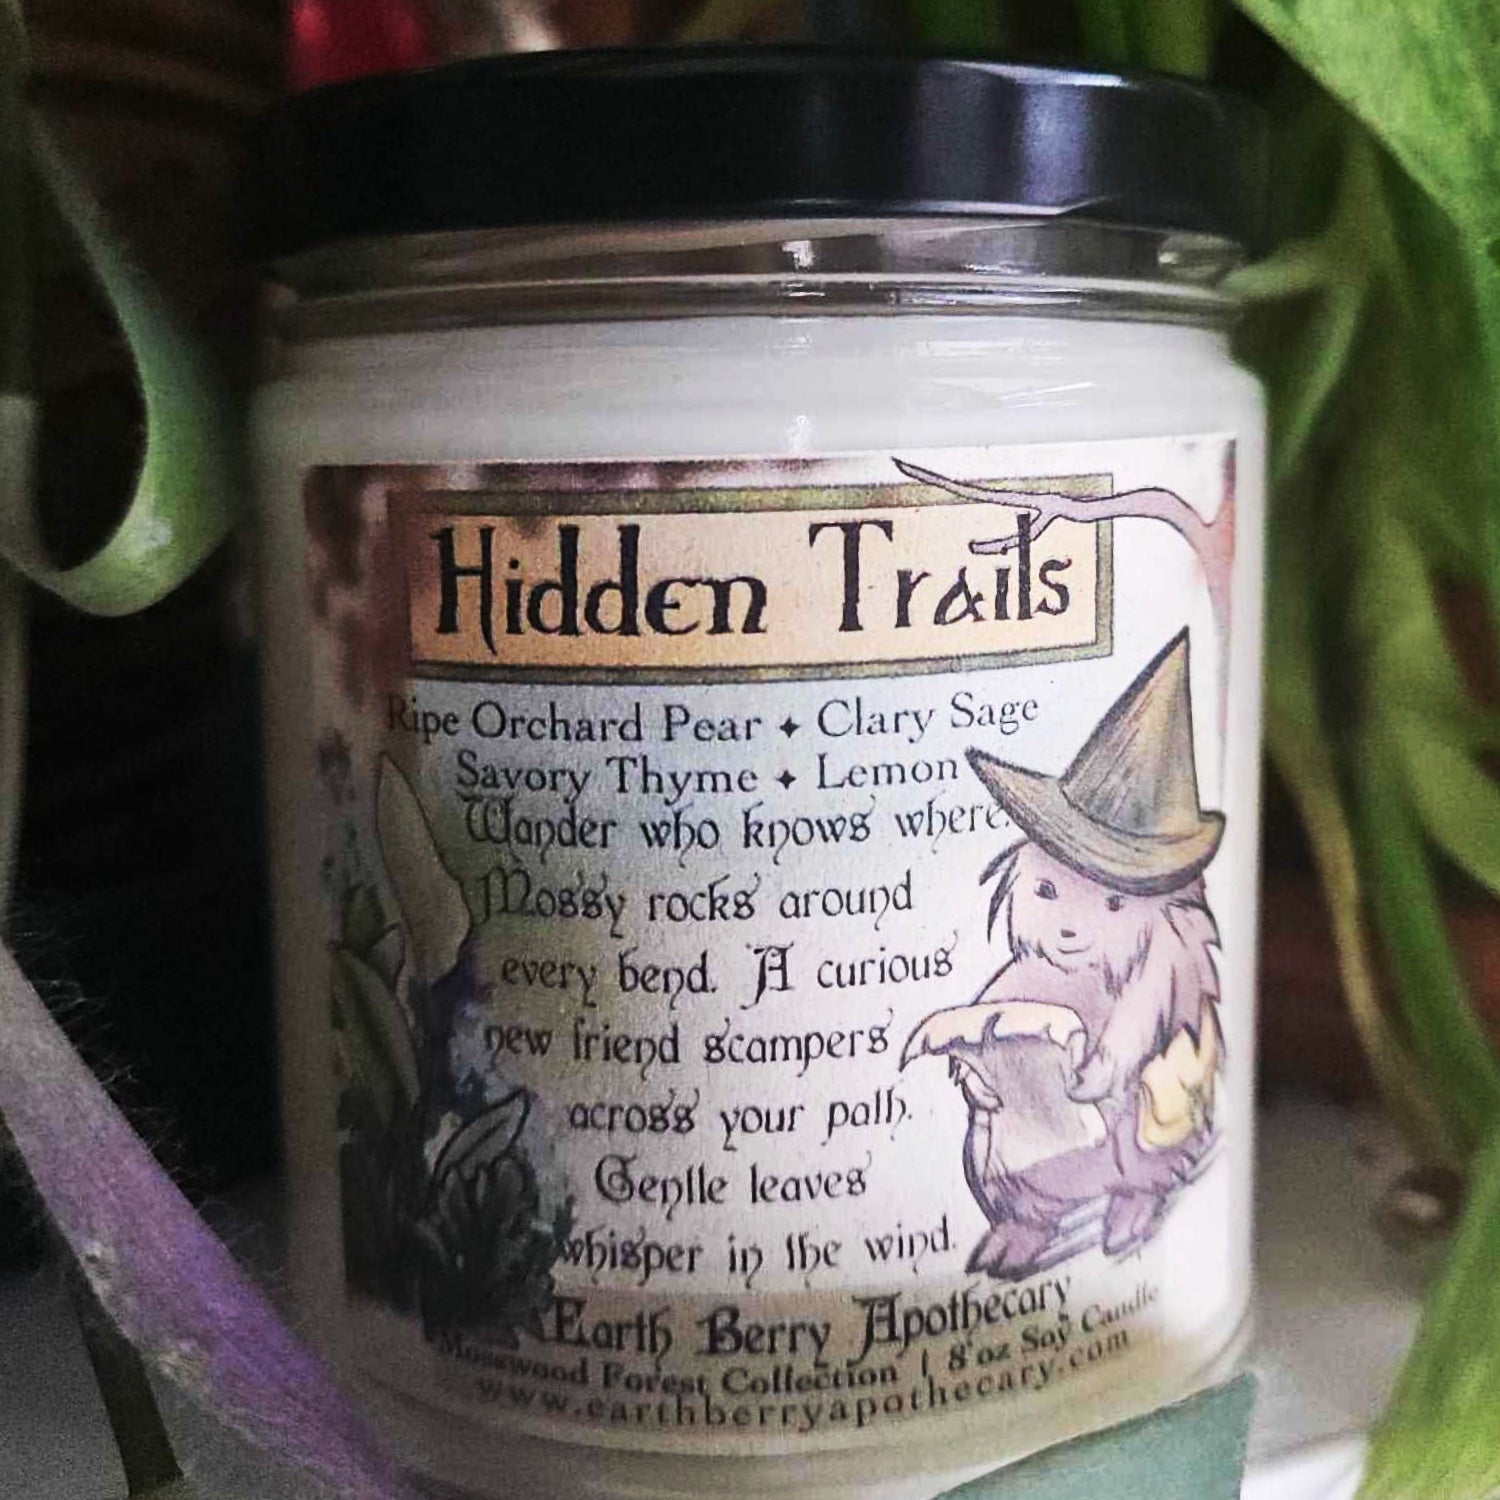 Hidden Trails
Ripe Orchard Pear ✦ Clary Sage
Savory Thyme ✦ Lemon
Wander who knows where.
Mossy rocks around
every bend. A curious
new friend scampers
across your path.
Gentle leaves
whisper in the wind.
Earth Berry Apothecary
Mosswood Forest Collection | 8 oz Soy Candle
www.earthberryapothecary.com